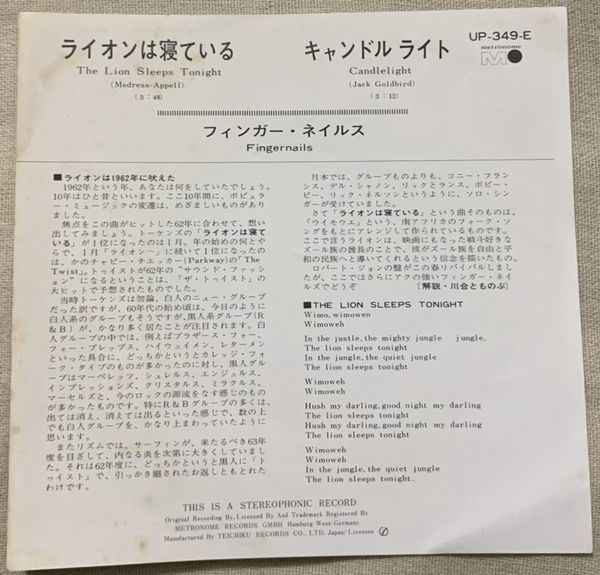 UP-349-E
metronome
M
ライオンは寝ている
キャンドル ライト
The Lion Sleeps Tonight
Candlelight
(Medress-Appell)
(Jack Goldbird)
(3:48)
(3:12)
フィンガー・ネイルス
Fingernails
■ライオンは1962年に吠えた
1962年という年、あなたは何をしていたでしょう。
10年はひと昔といいます。ここ10年間に、ポピュラ
ー・ミュージックの変遷は、めざましいものがあり
ました。
焦点をこの曲がヒットした62年に合わせて、想い
出してみましょう。トーケンズの「ライオンは寝てい
る」が1位になったのは1月。年の始めの何とや
らで、1月「ライオン─」に続いて1位になったの
は、かのチャビー・チェッカー(Parkway)の「The
Twist」。トゥイストが62年の“サウンド・ファッシ
ョン”になるということは、「ザ・トゥイスト」の大
ヒットで予想されたものでした。
当時トーケンズは勿論、白人のニュー・グループ
だった訳ですが、60年代の始め頃は、今日のように
白人系のグループもそうですが、黒人系グループ(R
&B)が、かなり多く居たことが注目されます。白
人グループの中では、例えばブラザース・フォー、
フォー・プレップス、ハイウェイメン、レターメン
といった具合に、どっちかというとカレッジ・フォ
ーク・タイプのものが多かったのに対し、黒人グル
ープはマーベレッツ、シュレルス、エンジェルス、
インプレッションズ、クリスタルス、ミラクルス、
マーセルズと、今のロックの源流をなす感じのもの
が多かったものです。特にR&Bグループの多くは、
出ては消え、消えては出るといった感じで、数の上
でも白人グループを、かなり上まわっていたように
思います。
またリズムでは、サーフィンが、来たるべき63年
度を目ざして、内なる炎を次第に大きくしていまし
た。それは62年度に、どっちかというと黒人に「ト
ゥイスト」で、引っかき廻されたお返しともとれた
わけです。
月本では、グループものよりも、コニー・フラン
シス、デル・シャノン、リックとランス、ボビー・
ビー、リック・ネルソンというように、ソロ・シン
ガーが受けていました。
さて「ライオンは寝ている」という曲そのものは、
「ウイモウエ」という、南アフリカのフォーク・ソ
ングをもとにアレンジして作られているものです。
ここで言うライオンは、映画にもなった戦斗好きな
ズール族の酋長のことで、彼がズール族を自由と平
和の民族へと導いてくれるという信念を描いたもの。
ロバート・ジョンの盤がこの春リバイバルしまし
たが、ここではさらにアクの強いフィンガー・ネイ
ルズでどうぞ
〔解説・川合とものぶ〕
■THE LION SLEEPS TONIGHT
Wimo, wimowen
Wimoweh
In the justle, the mighty jungle jungle,
The lion sleeps tonight
In the jungle, the quiet jungle
The lion sleeps tonight
Wimoweh
Wimoweh
Hush my darling, good night my darling
The lion sleeps tonight
Hush my darling, good night my darling
The lion sleeps tonight
Wimoweh
Wimoweh
In the jungle, the quiet jungle
The lion sleeps tonight.
THIS IS A STEREOPHONIC RECORD
Original Recording By. Licensed By And Trademark Registered By
METRONOME RECORDS GMBH Hamburg West-Germany.
Manufactured By TEICHIKU RECORDS CO., LTD. Japan/Licensee